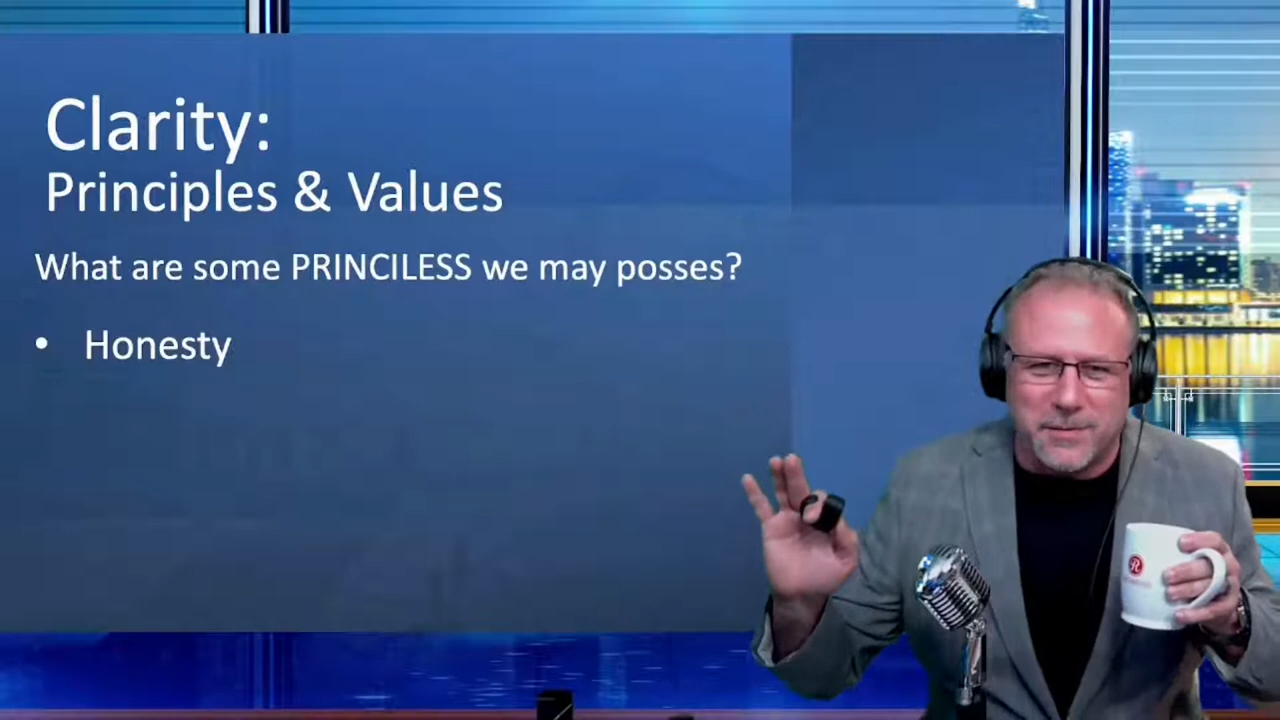 Clarity:
Principles & Values
What are some PRINCILESS we may posses?
• Honesty
R